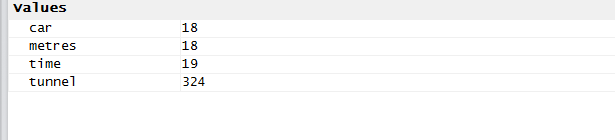 Values
car 18
metres 18
time 19
tunnel 324